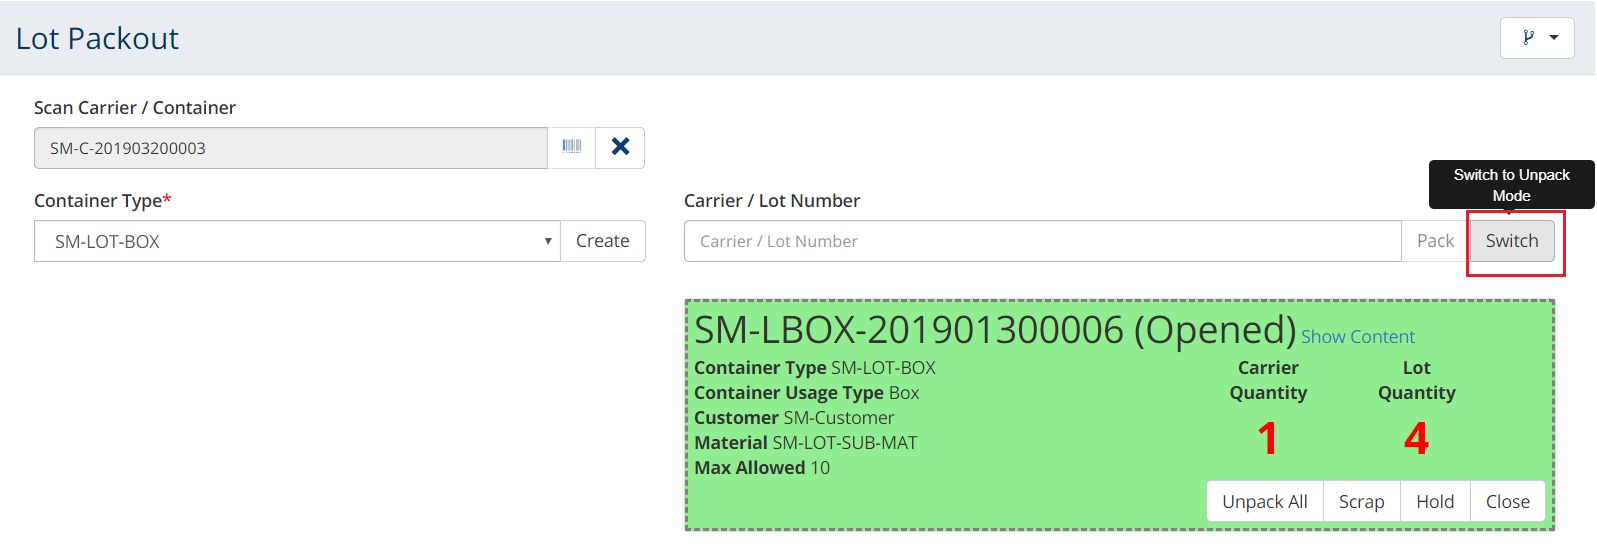 Lot Packout
Scan Carrier / Container
SM-C-201903200003
Switch to Unpack
Mode
Container Type*
Carrier / Lot Number
SM-LOT-BOX
Create
Carrier / Lot Number
Pack
Switch
SM-LBOX-201901300006 (Opened) Show Content
Container Type SM-LOT-BOX
Container Usage Type Box
Customer SM-Customer
Material SM-LOT-SUB-MAT
Max Allowed 10
Carrier
Quantity
1
Lot
Quantity
4
Unpack All
Scrap
Hold
Close